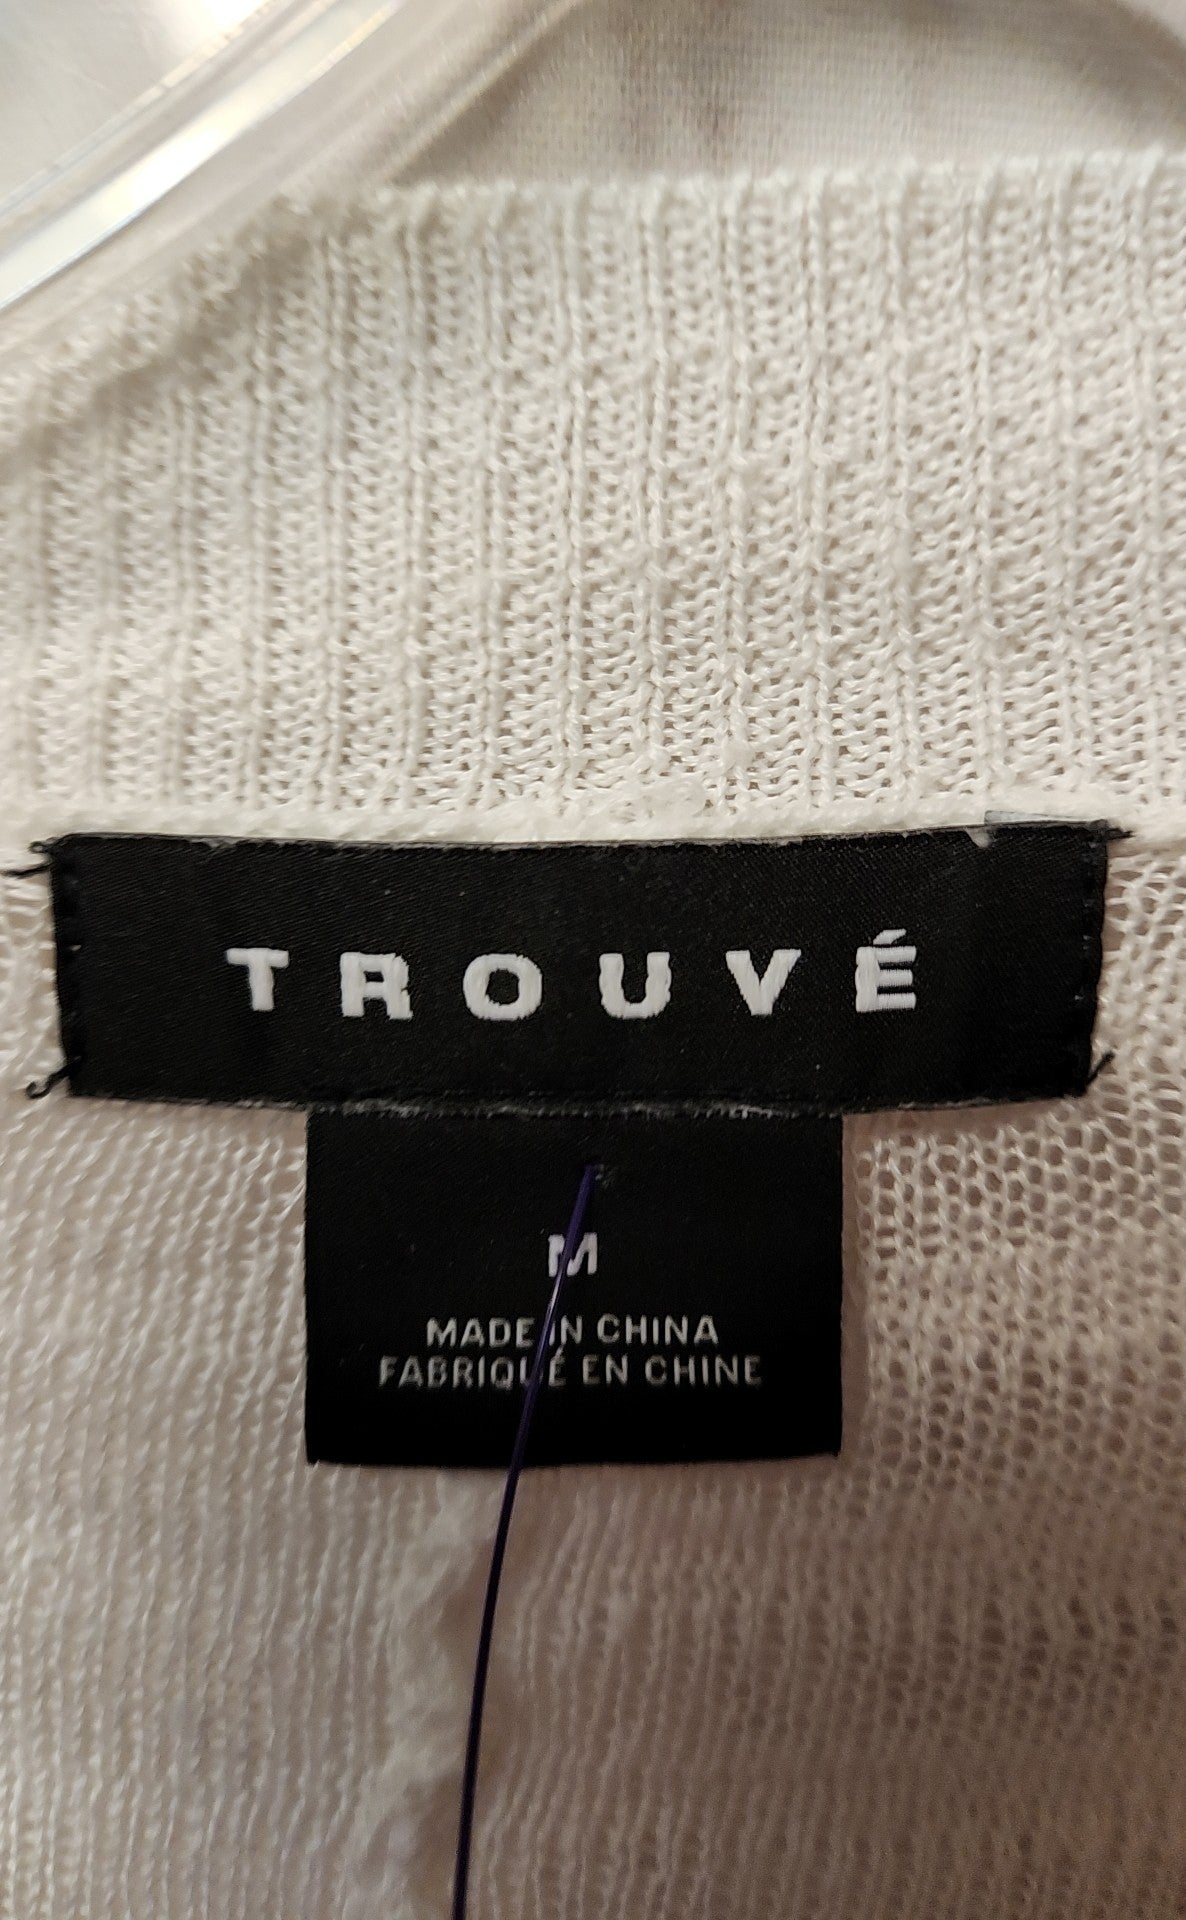 TROUVÉ
M
MADE IN CHINA
FABRIQUÉ EN CHINE